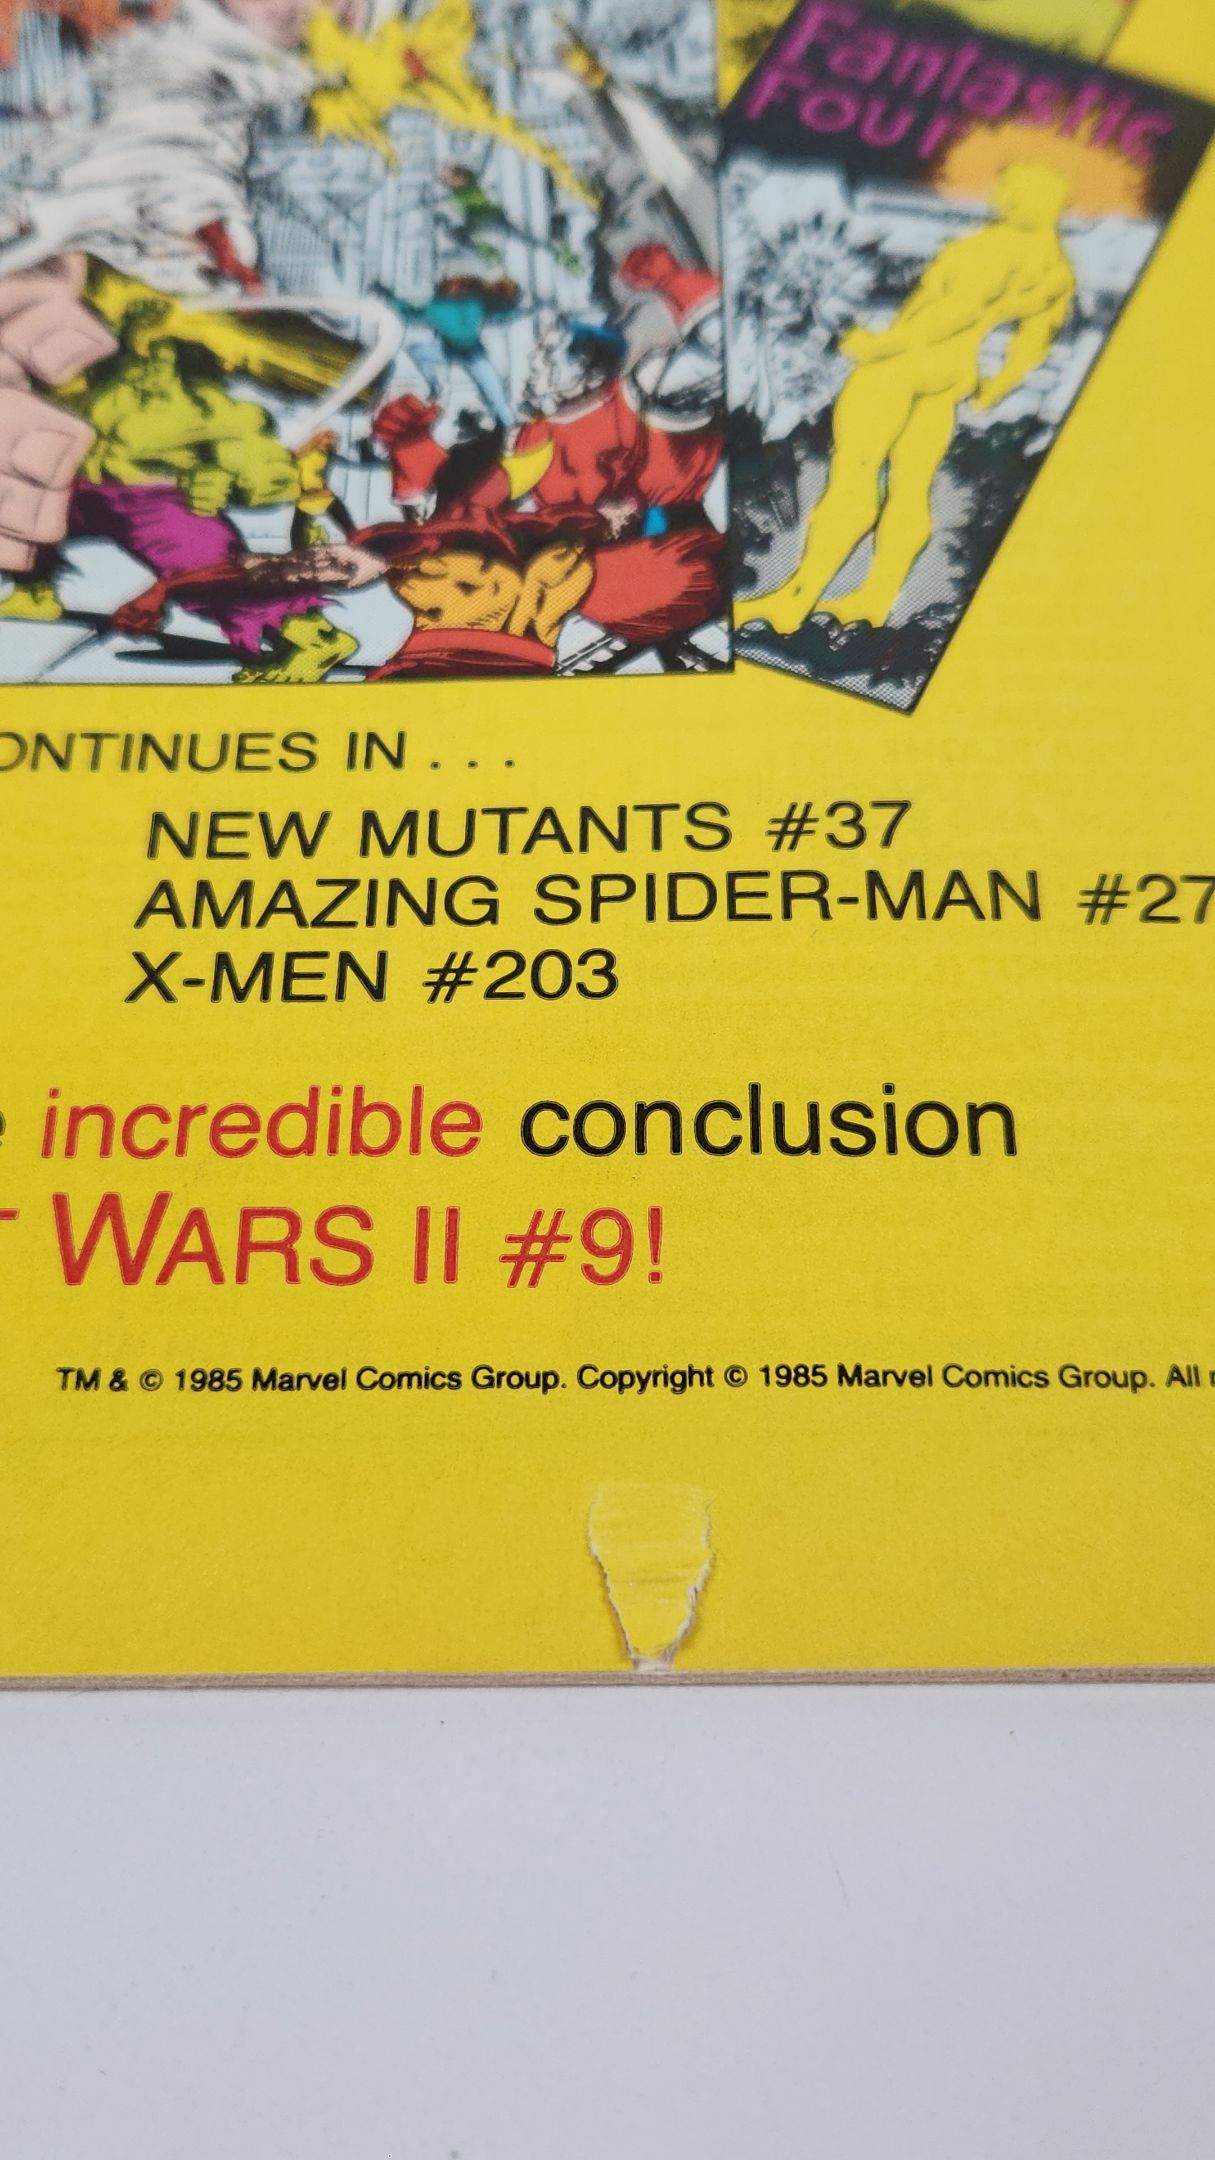 Fantastic
Four
ONTINUES IN . . .
NEW MUTANTS #37
AMAZING SPIDER-MAN #27
X-MEN #203
e incredible conclusion
T WARS II #9!
TM & © 1985 Marvel Comics Group. Copyright © 1985 Marvel Comics Group. All r